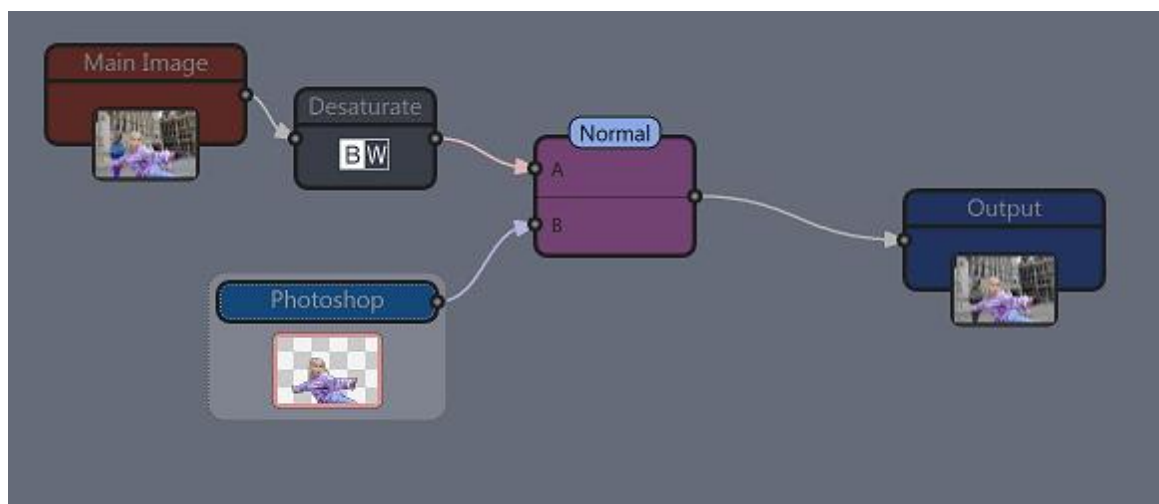 Main Image
Desaturate
BW
Normal
A
B
Photoshop
Output